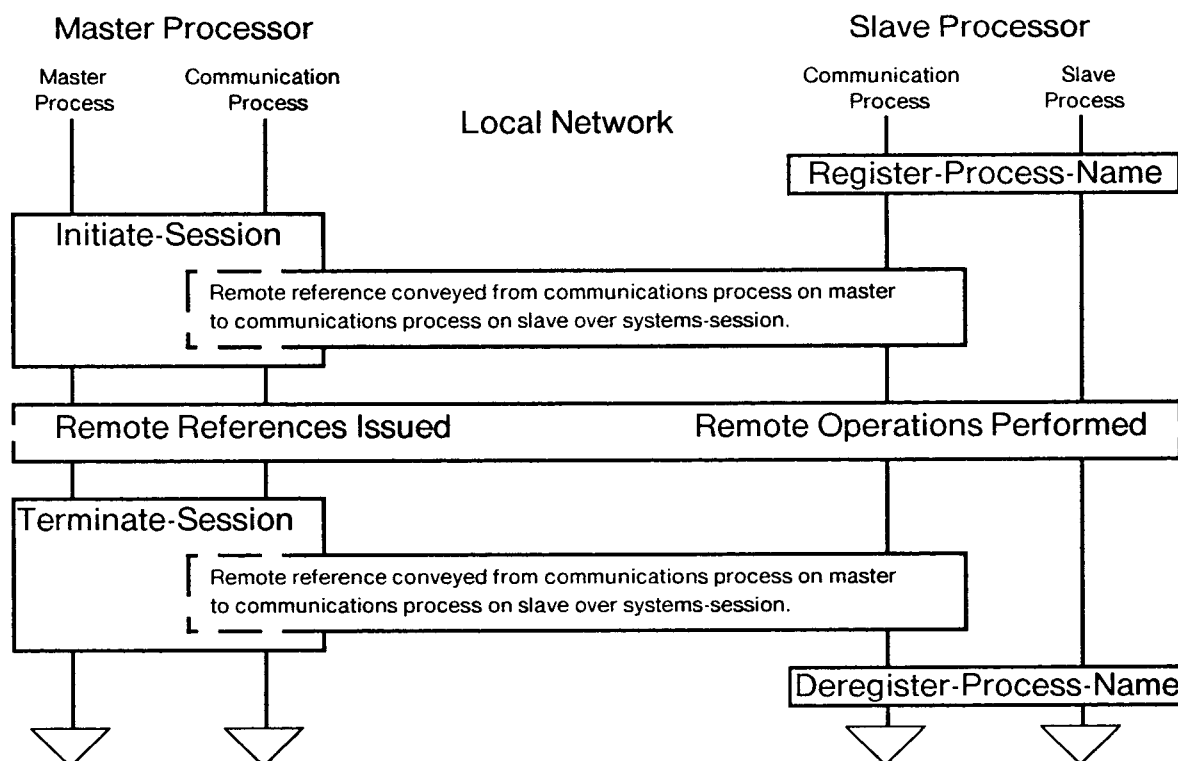 Master Processor
Slave Processor
Master
Process
Communication
Process
Communication
Process
Slave
Process
Local Network
Register-Process-Name
Initiate-Session
Remote reference conveyed from communications process on master
to communications process on slave over systems-session.
Remote References Issued
Remote Operations Performed
Terminate-Session
Remote reference conveyed from communications process on master
to communications process on slave over systems-session.
Deregister-Process-Name